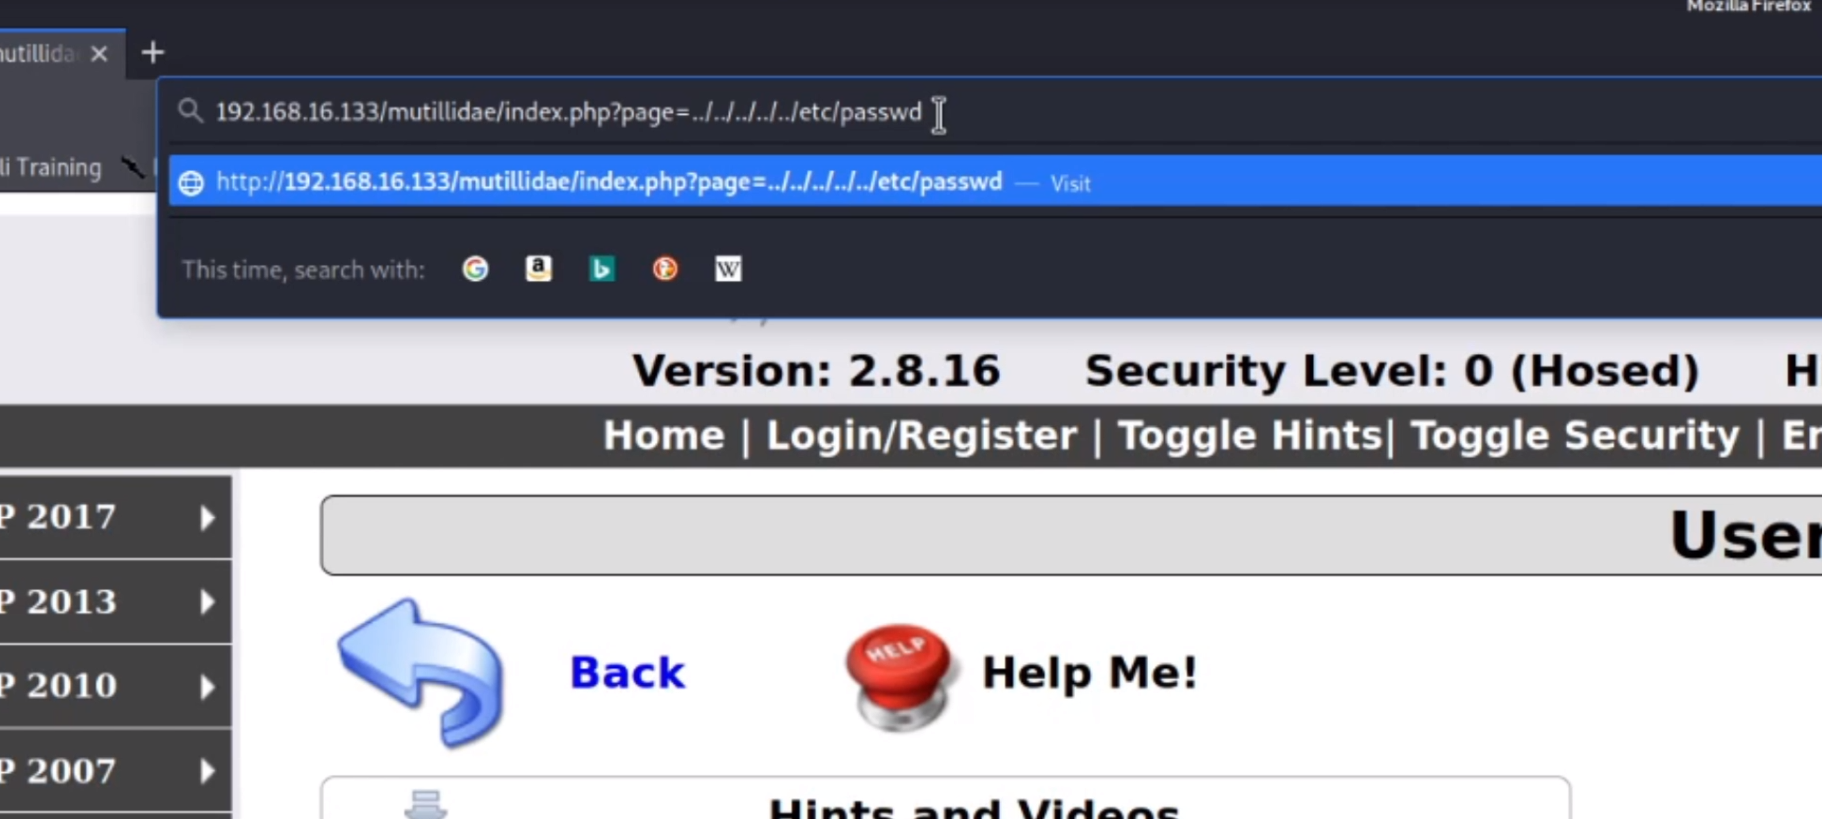 Mozilla Firefox
nutillida
192.168.16.133/mutillidae/index.php?page=../../../../../etc/passwd
li Training
http://192.168.16.133/mutillidae/index.php?page=../../../../../etc/passwd — Visit
This time, search with: G a b W
Version: 2.8.16 Security Level: 0 (Hosed) H
Home | Login/Register | Toggle Hints| Toggle Security | En
P 2017
User
P 2013
HELP
Back Help Me!
P 2010
P 2007
Hints and Videos